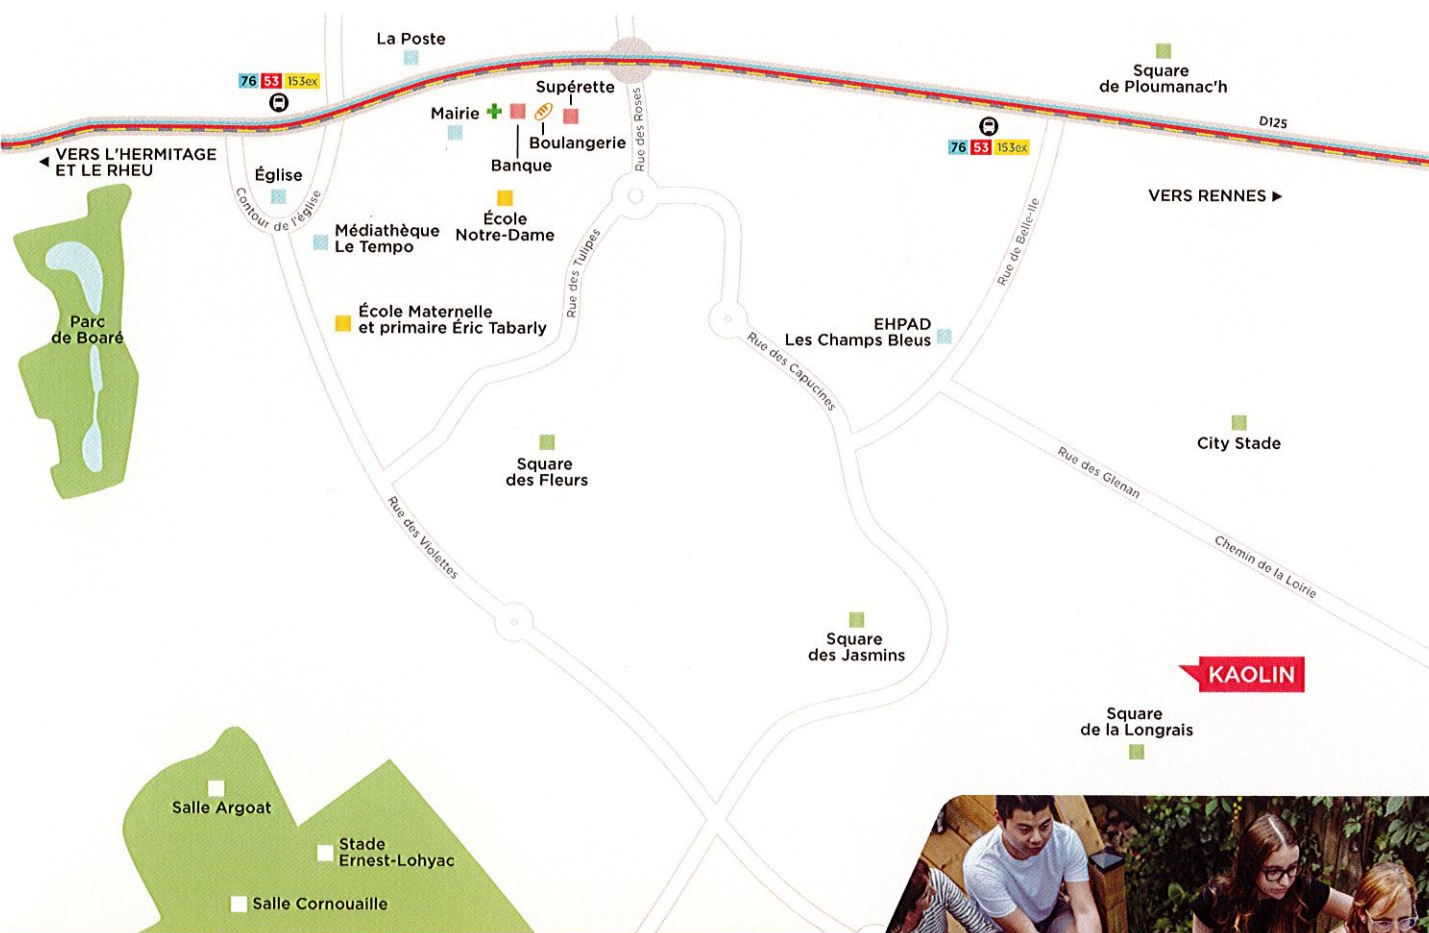 La Poste
76 53 153ex
Supérette
Mairie
Boulangerie
Banque
Rue des Roses
Square
de Ploumanac'h
D125
76 53 153ex
VERS L'HERMITAGE
ET LE RHEU
VERS RENNES
Église
Contour de l'église
Médiathèque
Le Tempo
École
Notre-Dame
Rue des Tulipes
Rue de Belle-Ile
École Maternelle
et primaire Éric Tabarly
Parc
de Boaré
EHPAD
Les Champs Bleus
Rue des Capucines
City Stade
Square
des Fleurs
Rue des Glenan
Rue des Violettes
Chemin de la Loirie
Square
des Jasmins
KAOLIN
Square
de la Longrais
Salle Argoat
Stade
Ernest-Lohyac
Salle Cornouaille